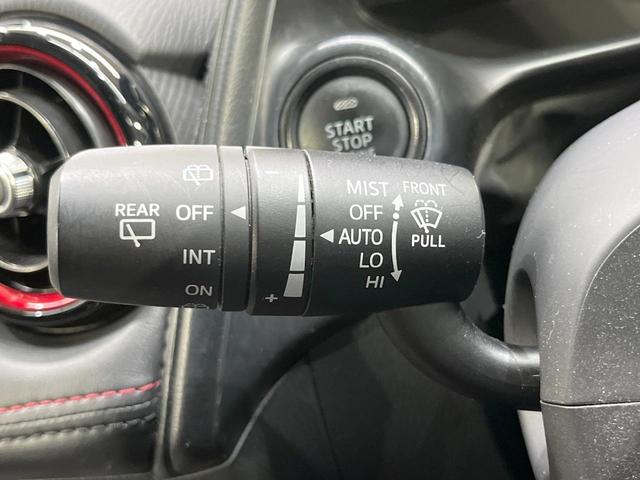 START
STOP
REAR
OFF
INT
ON
-
+
MIST
OFF
AUTO
LO
HI
FRONT
PULL